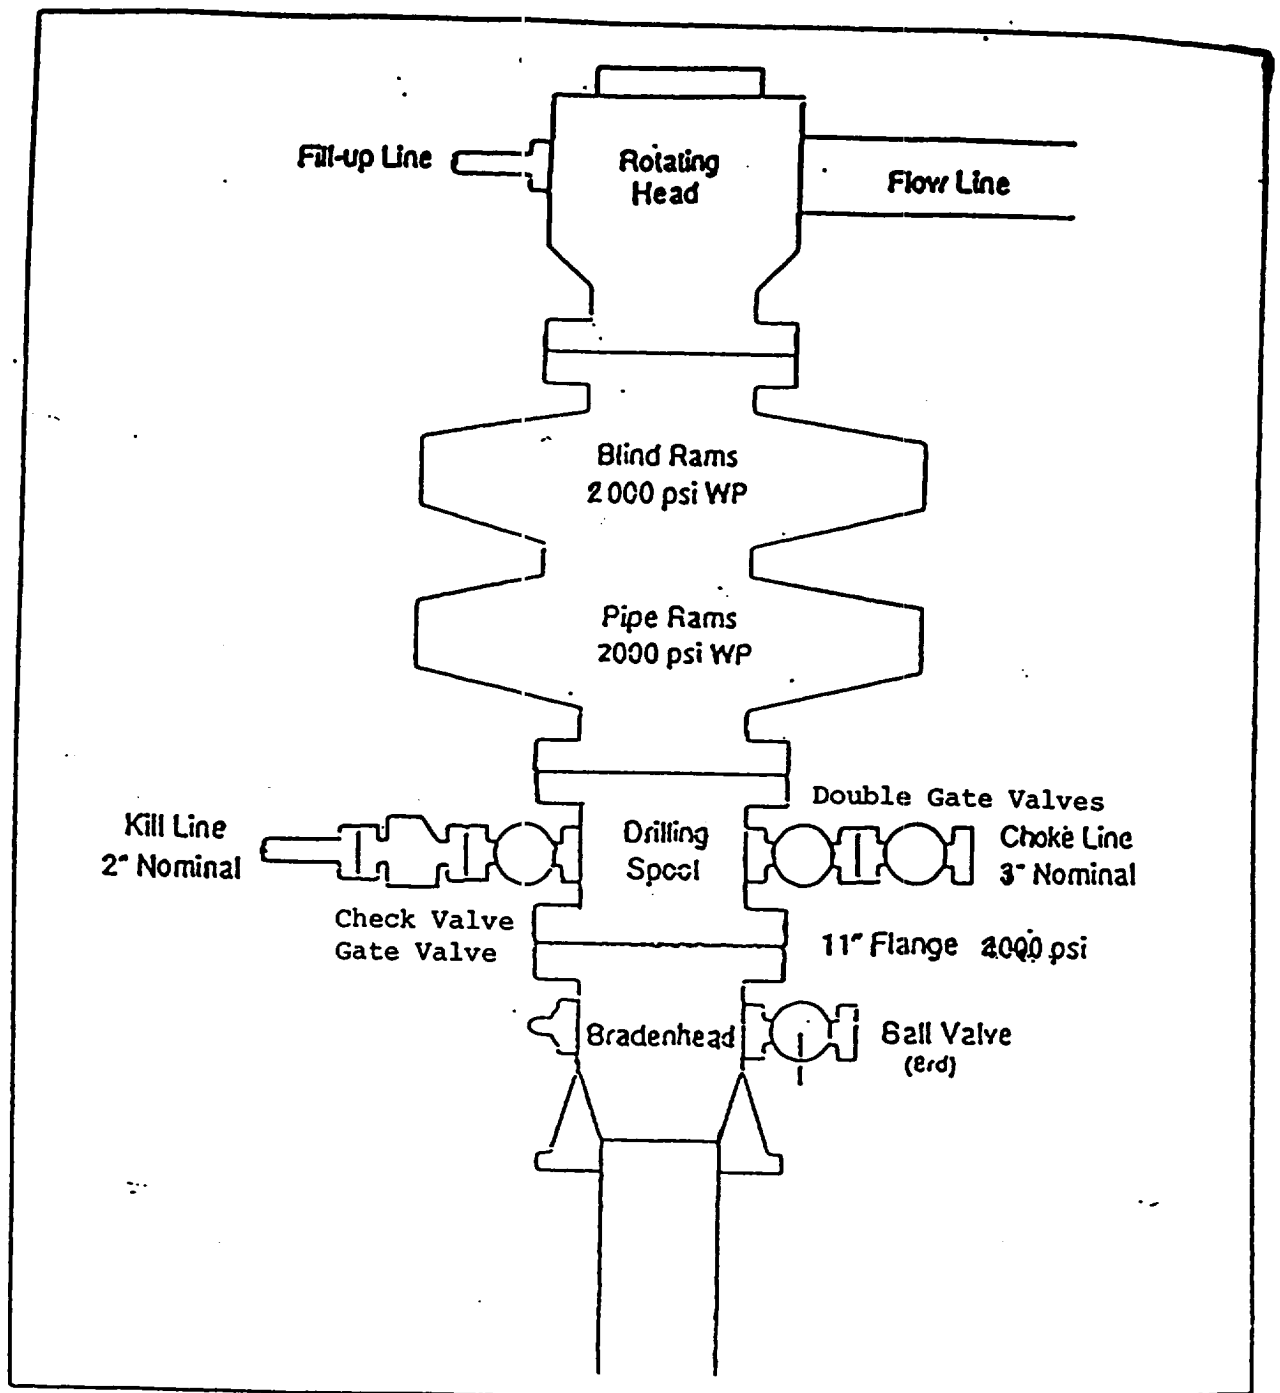 Fill-up Line
Rotating
Head
Flow Line
Blind Rams
2000 psi WP
Pipe Rams
2000 psi WP
Double Gate Valves
Kill Line
2" Nominal
Drilling
Spool
Choke Line
3" Nominal
Check Valve
Gate Valve
11" Flange 2000 psi
Bradenhead
Ball Valve